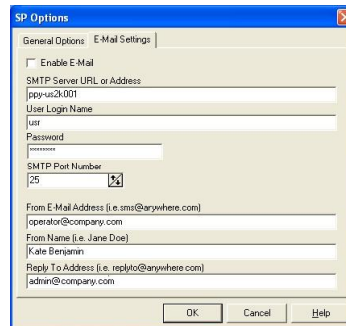 SP Options
General Options E-Mail Settings
Enable E-Mail
SMTP Server URL or Address
ppy-us2k001
User Login Name
usr
Password
********
SMTP Port Number
25
From E-Mail Address (i.e.sms@anywhere.com)
operator@company.com
From Name (i.e. Jane Doe)
Kate Benjamin
Reply To Address (i.e. replyto@anywhere.com)
admin@company.com
OK Cancel Help